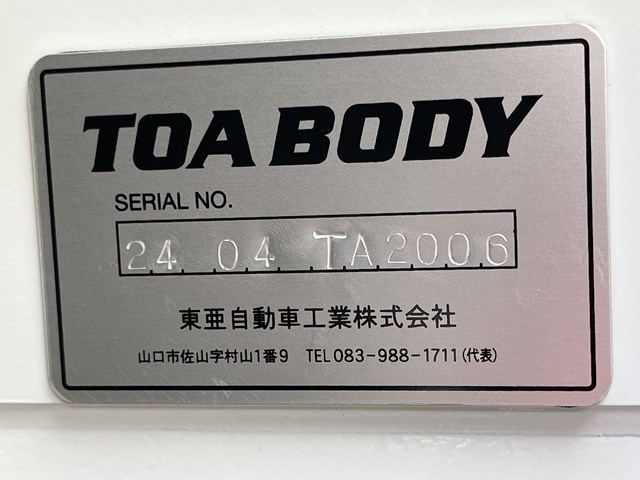 TOA BODY
SERIAL NO.
24 04 TA2006
東亜自動車工業株式会社
山口市佐山字村山1番9 TEL083-988-1711(代表)